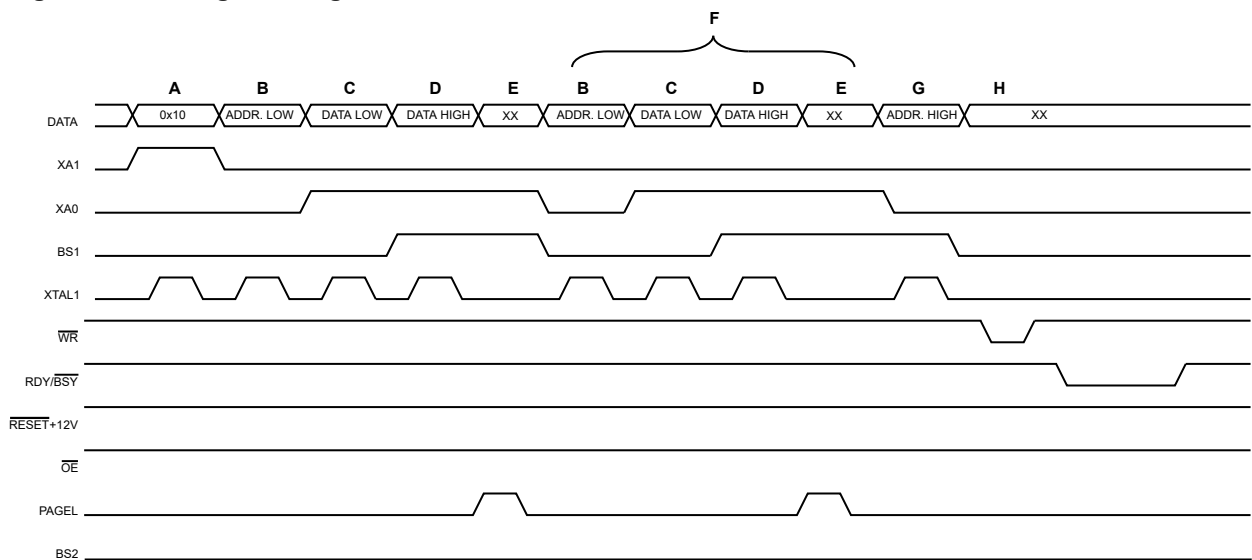 F
A B C D E B C D E G H
DATA 0x10 ADDR. LOW DATA LOW DATA HIGH XX ADDR. LOW DATA LOW DATA HIGH XX ADDR. HIGH XX
XA1
XA0
BS1
XTAL1
WR
RDY/BSY
RESET+12V
OE
PAGEL
BS2